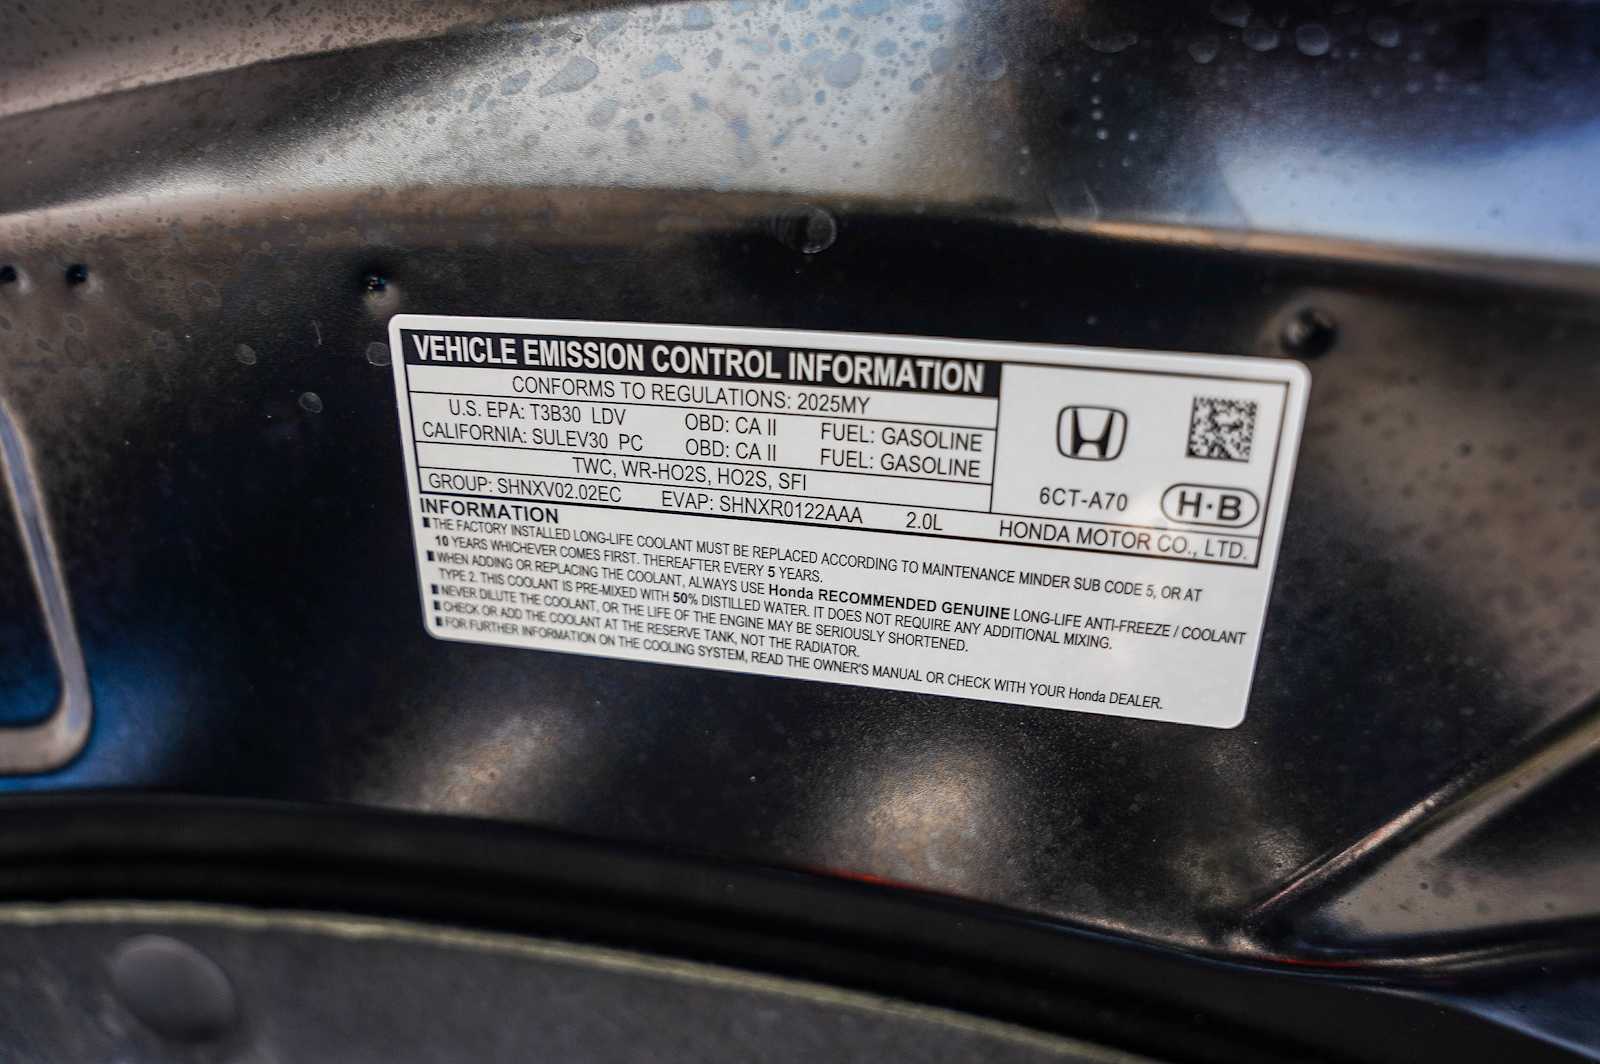 VEHICLE EMISSION CONTROL INFORMATION
CONFORMS TO REGULATIONS: 2025MY
U.S. EPA: T3B30 LDV OBD: CA II FUEL: GASOLINE
CALIFORNIA: SULEV30 PC OBD: CA II FUEL: GASOLINE
TWC, WR-HO2S, HO2S, SFI
6CT-A70 H·B
GROUP: SHNXV02.02EC EVAP: SHNXR0122AAA 2.0L HONDA MOTOR CO., LTD.
INFORMATION
THE FACTORY INSTALLED LONG-LIFE COOLANT MUST BE REPLACED ACCORDING TO MAINTENANCE MINDER SUB CODE 5, OR AT
10 YEARS WHICHEVER COMES FIRST. THEREAFTER EVERY 5 YEARS.
WHEN ADDING OR REPLACING THE COOLANT, ALWAYS USE Honda RECOMMENDED GENUINE LONG-LIFE ANTI-FREEZE / COOLANT
TYPE 2. THIS COOLANT IS PRE-MIXED WITH 50% DISTILLED WATER. IT DOES NOT REQUIRE ANY ADDITIONAL MIXING.
NEVER DILUTE THE COOLANT, OR THE LIFE OF THE ENGINE MAY BE SERIOUSLY SHORTENED.
CHECK OR ADD THE COOLANT AT THE RESERVE TANK, NOT THE RADIATOR.
FOR FURTHER INFORMATION ON THE COOLING SYSTEM, READ THE OWNER'S MANUAL OR CHECK WITH YOUR Honda DEALER.